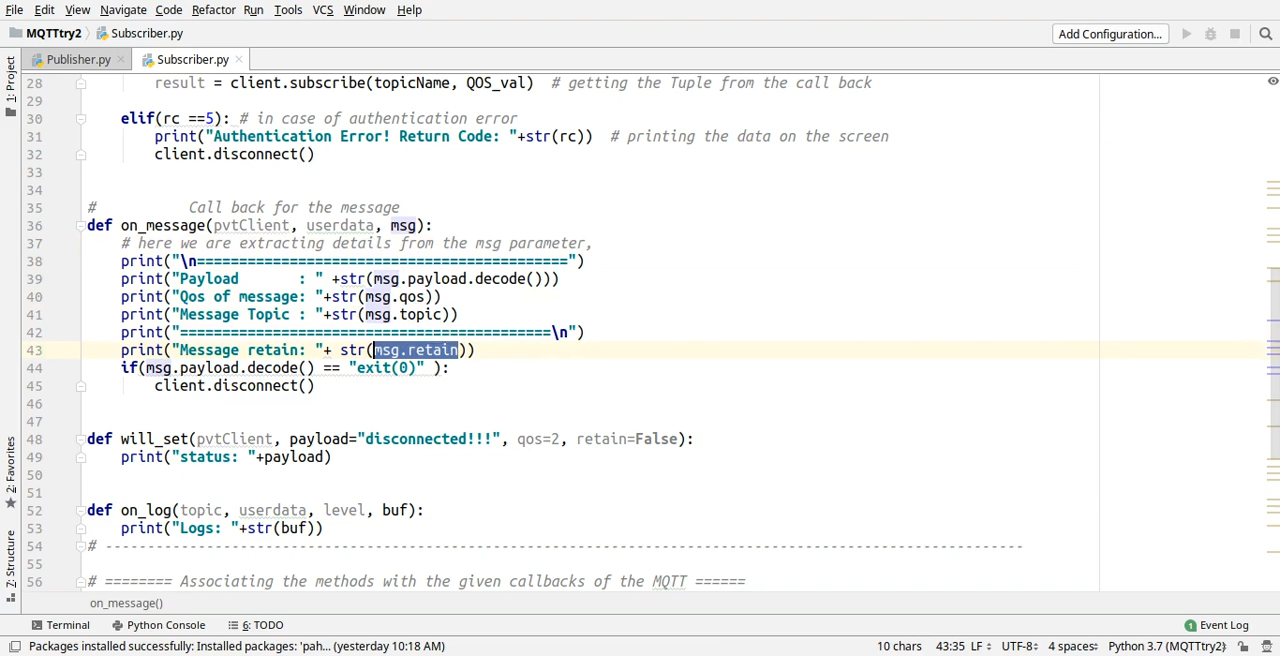 File Edit View Navigate Code Refactor Run Tools VCS Window Help
MQTTtry2 Subscriber.py Add Configuration...
Publisher.py Subscriber.py
1: Project
2: Favorites
7: Structure
28 result = client.subscribe(topicName, QOS_val) # getting the Tuple from the call back
29
30 elif(rc ==5): # in case of authentication error
31 print("Authentication Error! Return Code: "+str(rc)) # printing the data on the screen
32 client.disconnect()
33
34
35 # Call back for the message
36 def on_message(pvtClient, userdata, msg):
37 # here we are extracting details from the msg parameter,
38 print("\n============================================")
39 print("Payload : " +str(msg.payload.decode()))
40 print("Qos of message: "+str(msg.qos))
41 print("Message Topic : "+str(msg.topic))
42 print("============================================\n")
43 print("Message retain: "+ str(msg.retain))
44 if(msg.payload.decode() == "exit(0)" ):
45 client.disconnect()
46
47
48 def will_set(pvtClient, payload="disconnected!!!", qos=2, retain=False):
49 print("status: "+payload)
50
51
52 def on_log(topic, userdata, level, buf):
53 print("Logs: "+str(buf))
54 # -------------------------------------------------------------------------------------------------------------
55
56 # ======== Associating the methods with the given callbacks of the MQTT ======
on_message()
Terminal Python Console 6: TODO 1 Event Log
Packages installed successfully: Installed packages: 'pah... (yesterday 10:18 AM) 10 chars 43:35 LF UTF-8 4 spaces Python 3.7 (MQTTtry2)